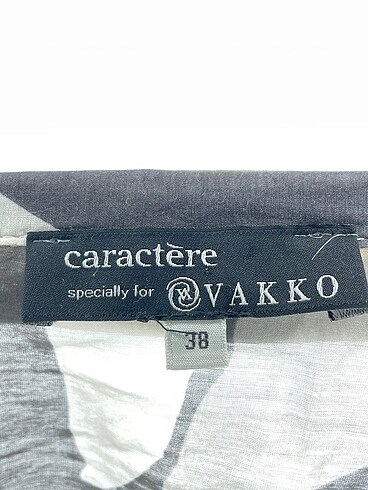 caractère
specially for VAKKO
38